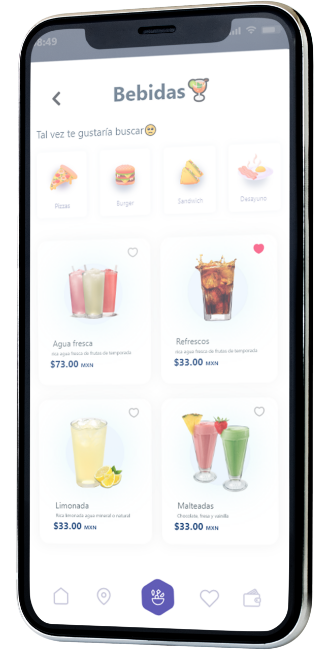 8:49
Bebidas
Tal vez te gustaría buscar
Pizzas
Burger
Sandwich
Desayuno
Agua fresca
rica agua fresca de frutas de temporada
$73.00 MXN
Refrescos
rica agua fresca de frutas de temporada
$33.00 MXN
Limonada
Rica limonada agua mineral o natural
$33.00 MXN
Malteadas
Chocolate, fresa y vainilla
$33.00 MXN